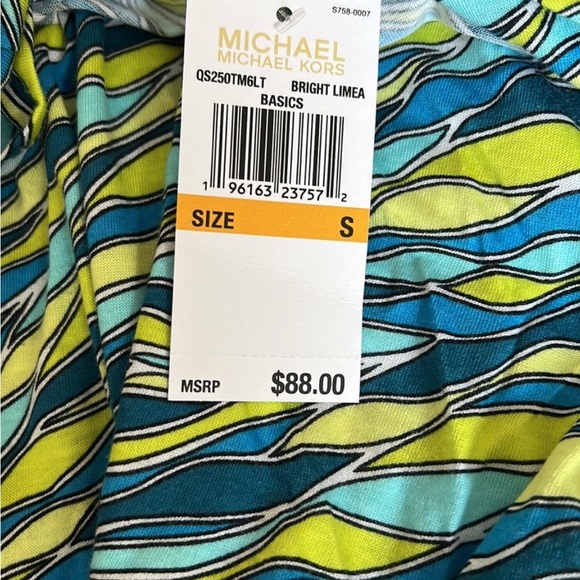 S758-0007
MICHAEL
MICHAEL KORS
QS250TM6LT BRIGHT LIMEA
BASICS
1 96163 23757 2
SIZE S
MSRP $88.00